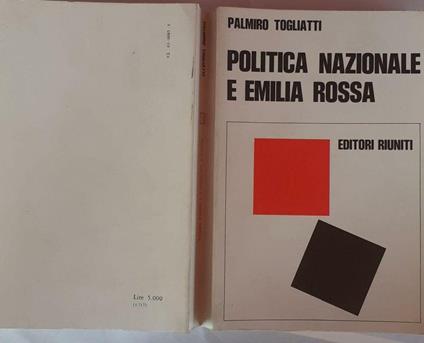 PALMIRO TOGLIATTI
POLITICA NAZIONALE
E EMILIA ROSSA
EDITORI RIUNITI
Lire 5.000